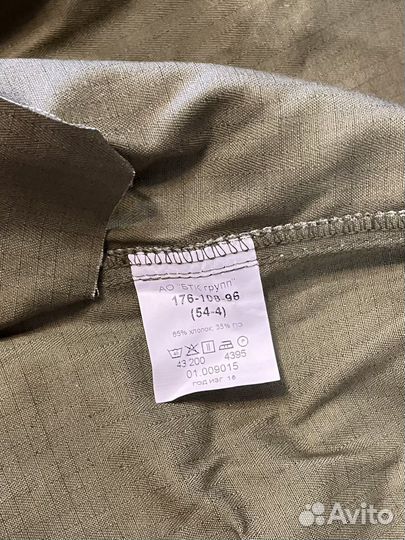 АО "БТК групп"
176-108-96
(54-4)
65% хлопок, 35% ПЭ
43 200 4395
01.009015
год изг. 16
Avito